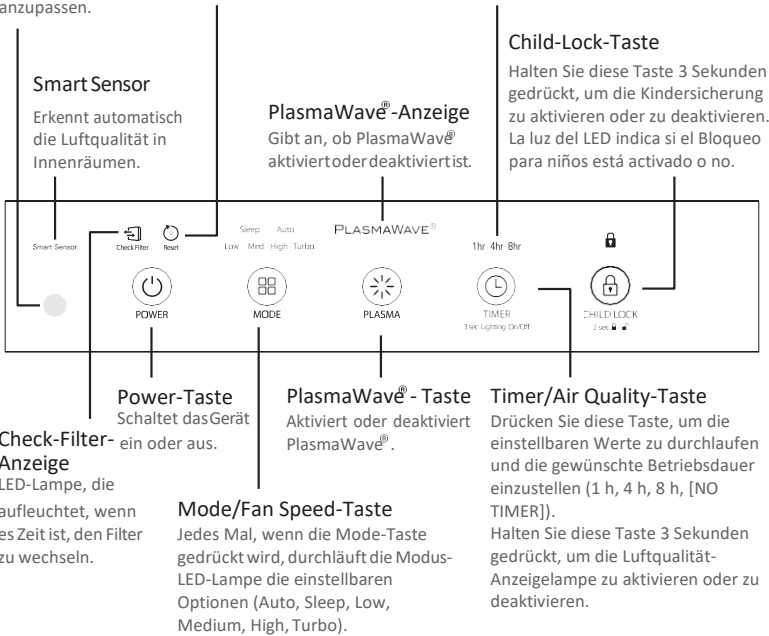 anzupassen.
Smart Sensor
Erkennt automatisch
die Luftqualität in
Innenräumen.
PlasmaWave®-Anzeige
Gibt an, ob PlasmaWave®
aktiviert oder deaktiviert ist.
Child-Lock-Taste
Halten Sie diese Taste 3 Sekunden
gedrückt, um die Kindersicherung
zu aktivieren oder zu deaktivieren.
La luz del LED indica si el Bloqueo
para niños está activado o no.
Smart Sensor
Check Filter
Reset
Sleep Auto
Low Med High Turbo
PLASMAWAVE®
1hr 4hr 8hr
POWER
MODE
PLASMA
TIMER
3 sec Lighting On/Off
CHILD LOCK
3 sec /
Check-Filter-
Anzeige
LED-Lampe, die
aufleuchtet, wenn
es Zeit ist, den Filter
zu wechseln.
Power-Taste
Schaltet das Gerät
ein oder aus.
Mode/Fan Speed-Taste
Jedes Mal, wenn die Mode-Taste
gedrückt wird, durchläuft die Modus-
LED-Lampe die einstellbaren
Optionen (Auto, Sleep, Low,
Medium, High, Turbo).
PlasmaWave® - Taste
Aktiviert oder deaktiviert
PlasmaWave®.
Timer/Air Quality-Taste
Drücken Sie diese Taste, um die
einstellbaren Werte zu durchlaufen
und die gewünschte Betriebsdauer
einzustellen (1 h, 4 h, 8 h, [NO
TIMER]).
Halten Sie diese Taste 3 Sekunden
gedrückt, um die Luftqualität-
Anzeigelampe zu aktivieren oder zu
deaktivieren.